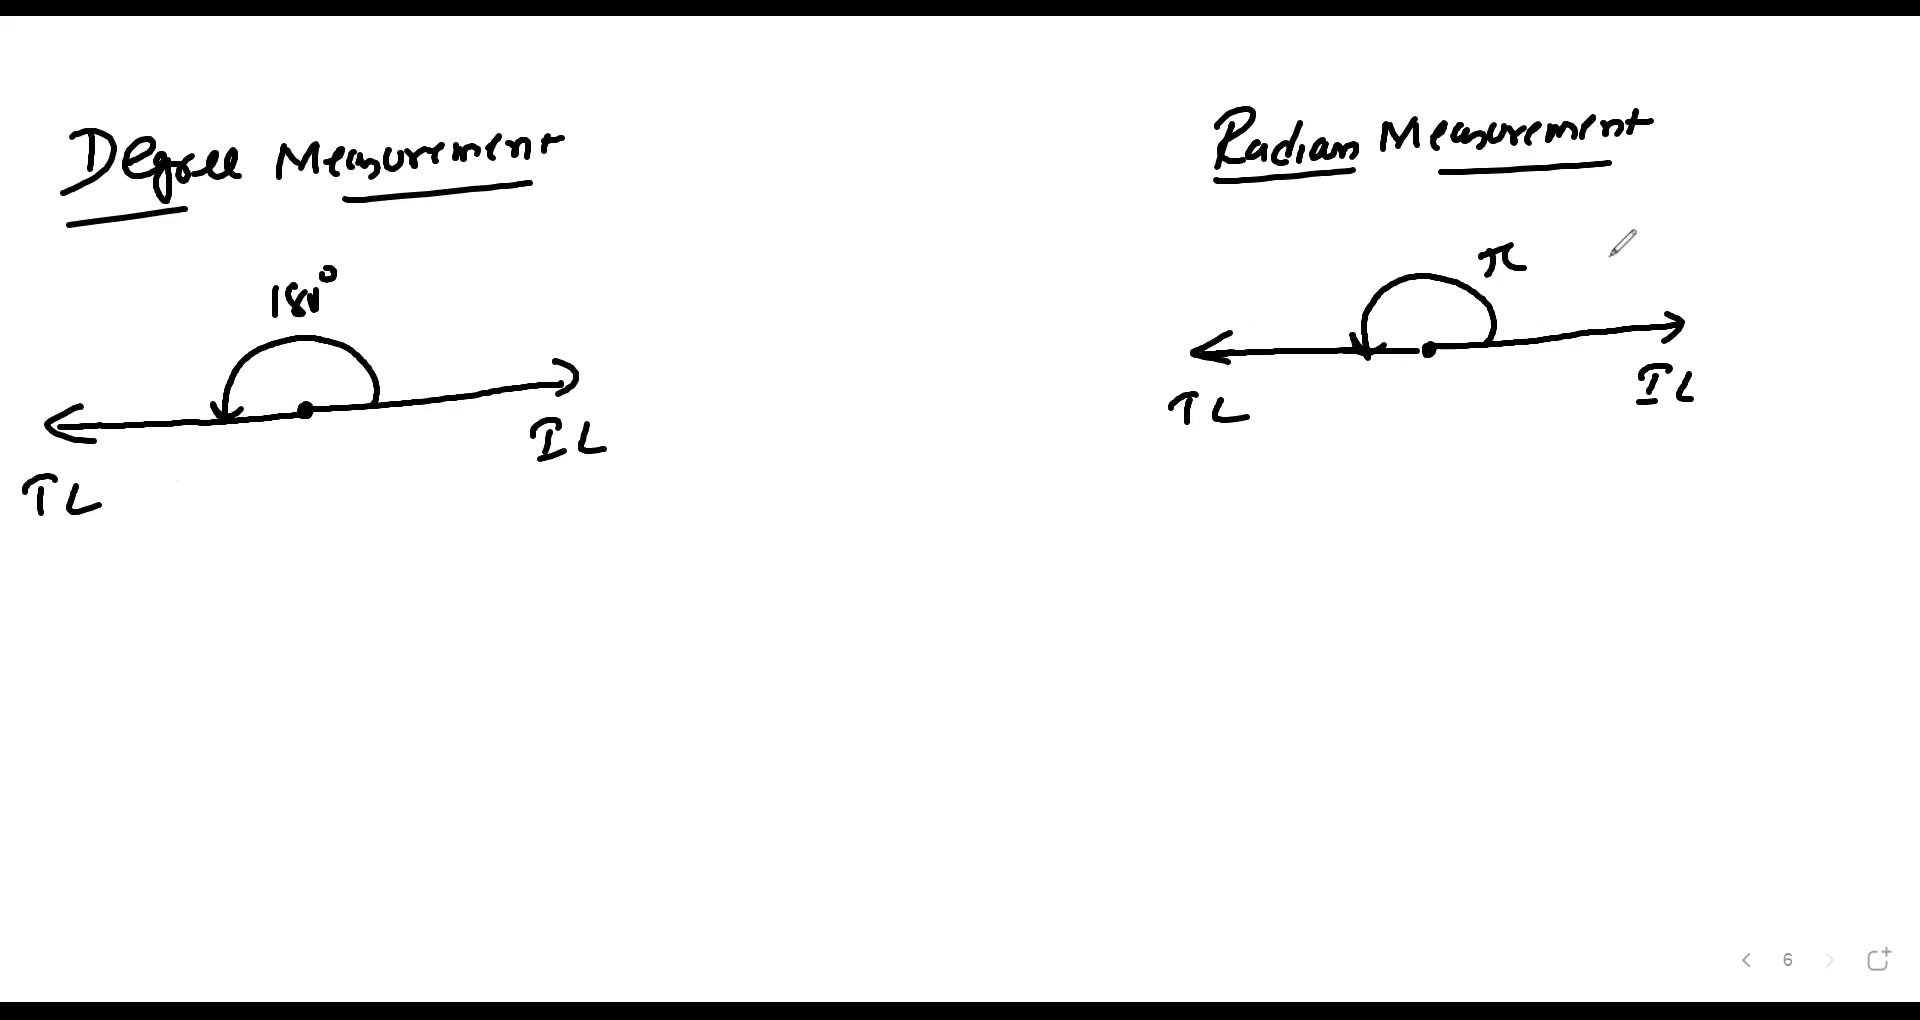 Degree Measurement
Radian Measurement
180°
π
IL
TL
TL
IL
6